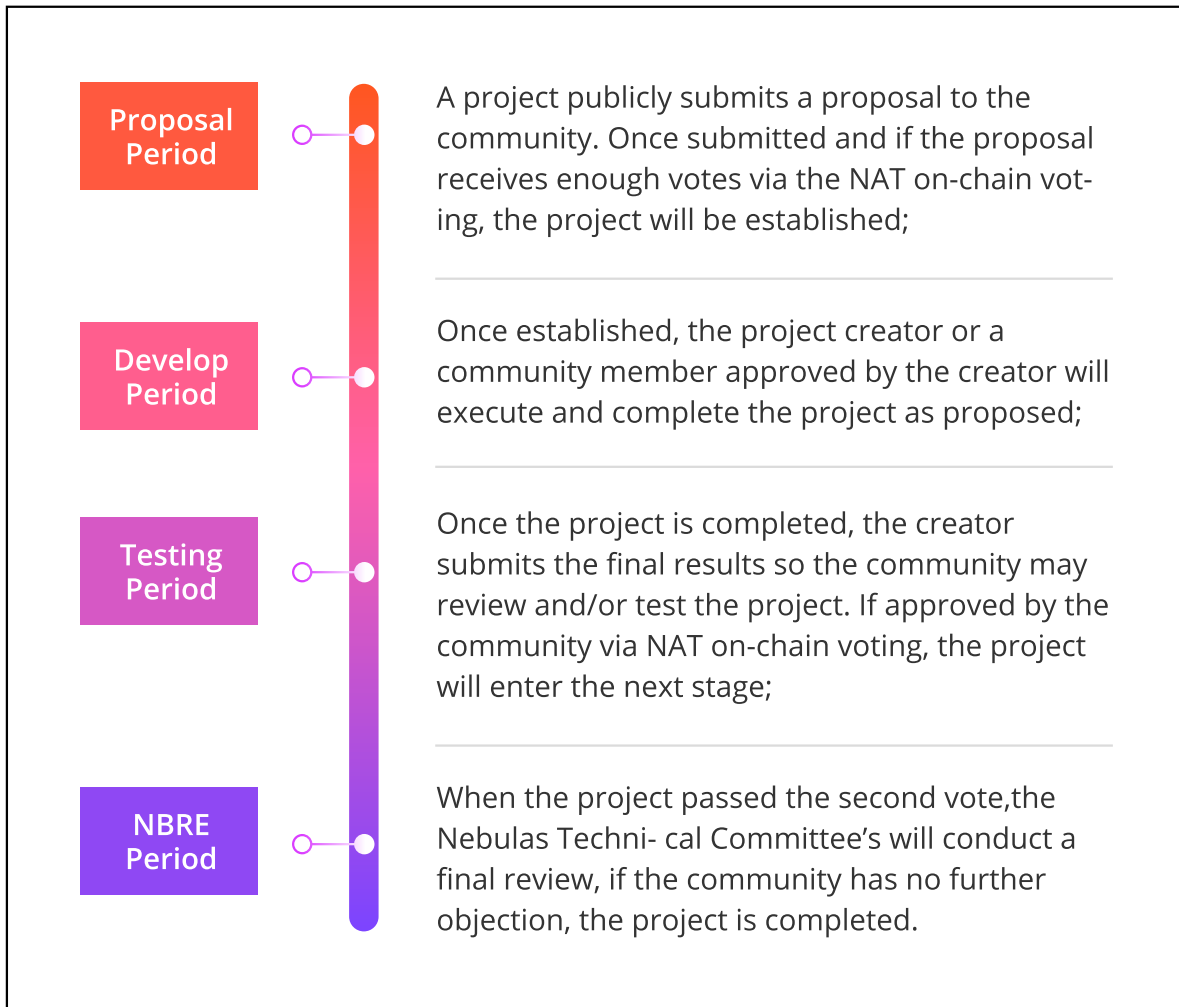 Proposal
Period
A project publicly submits a proposal to the
community. Once submitted and if the proposal
receives enough votes via the NAT on-chain vot-
ing, the project will be established;
Develop
Period
Once established, the project creator or a
community member approved by the creator will
execute and complete the project as proposed;
Testing
Period
Once the project is completed, the creator
submits the final results so the community may
review and/or test the project. If approved by the
community via NAT on-chain voting, the project
will enter the next stage;
NBRE
Period
When the project passed the second vote,the
Nebulas Techni- cal Committee’s will conduct a
final review, if the community has no further
objection, the project is completed.